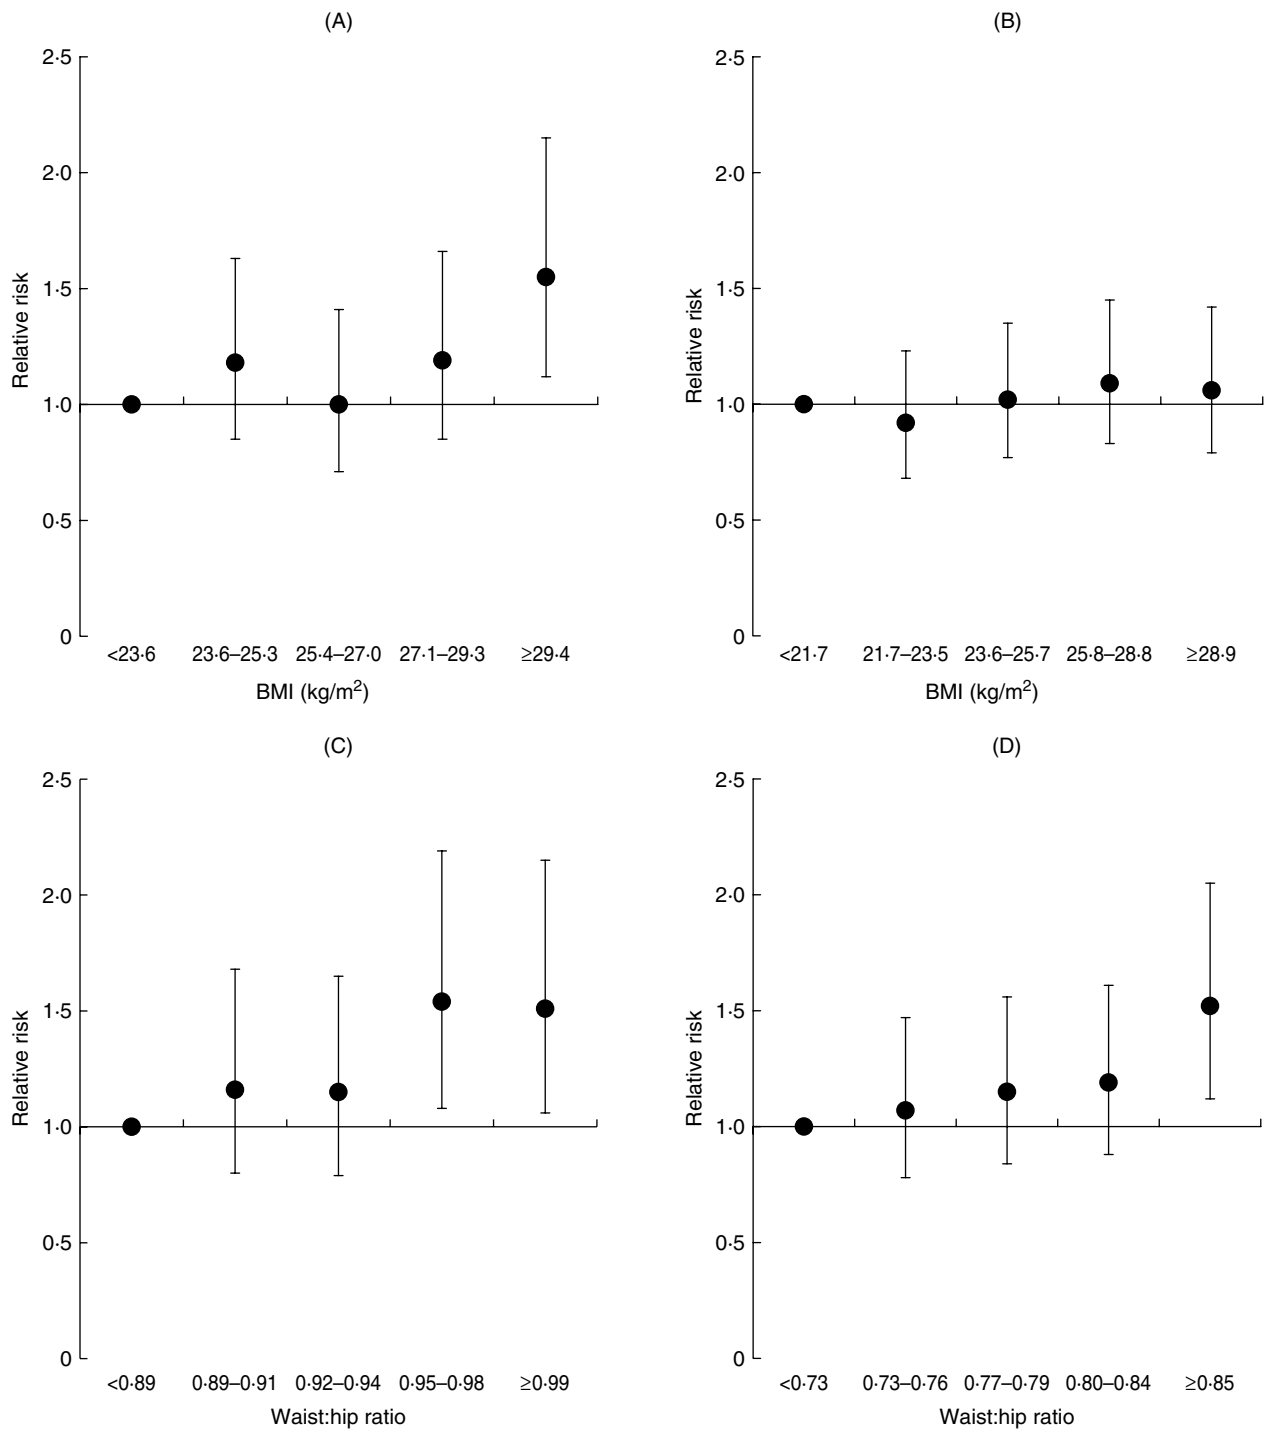 (A)
2·5
2·0
1·5
1·0
0·5
0
Relative risk
<23·6 23·6–25·3 25·4–27·0 27·1–29·3 ≥29·4
BMI (kg/m²)
(B)
2·5
2·0
1·5
1·0
0·5
0
Relative risk
<21·7 21·7–23·5 23·6–25·7 25·8–28·8 ≥28·9
BMI (kg/m²)
(C)
2·5
2·0
1·5
1·0
0·5
0
Relative risk
<0·89 0·89–0·91 0·92–0·94 0·95–0·98 ≥0·99
Waist:hip ratio
(D)
2·5
2·0
1·5
1·0
0·5
0
Relative risk
<0·73 0·73–0·76 0·77–0·79 0·80–0·84 ≥0·85
Waist:hip ratio